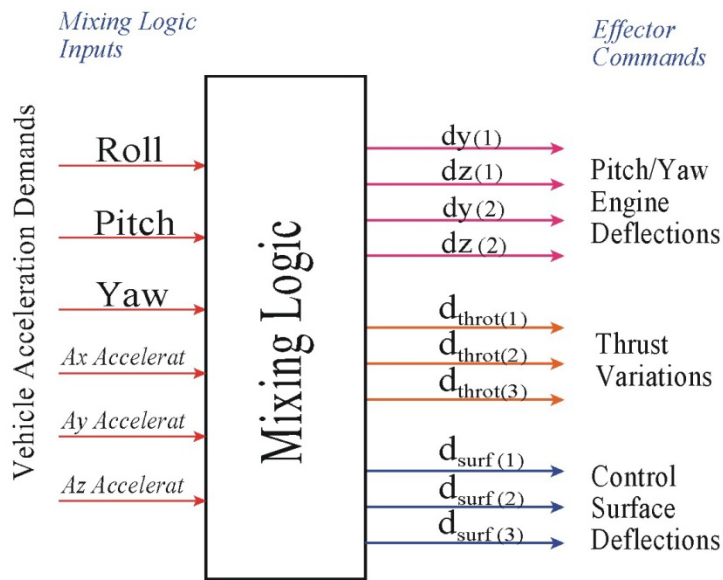 Mixing Logic
Inputs
Effector
Commands
Vehicle Acceleration Demands
Roll
Pitch
Yaw
Ax Accelerat
Ay Accelerat
Az Accelerat
Mixing Logic
dy(1)
dz(1)
dy(2)
dz(2)
Pitch/Yaw
Engine
Deflections
dthrot(1)
dthrot(2)
dthrot(3)
Thrust
Variations
dsurf(1)
dsurf(2)
dsurf(3)
Control
Surface
Deflections